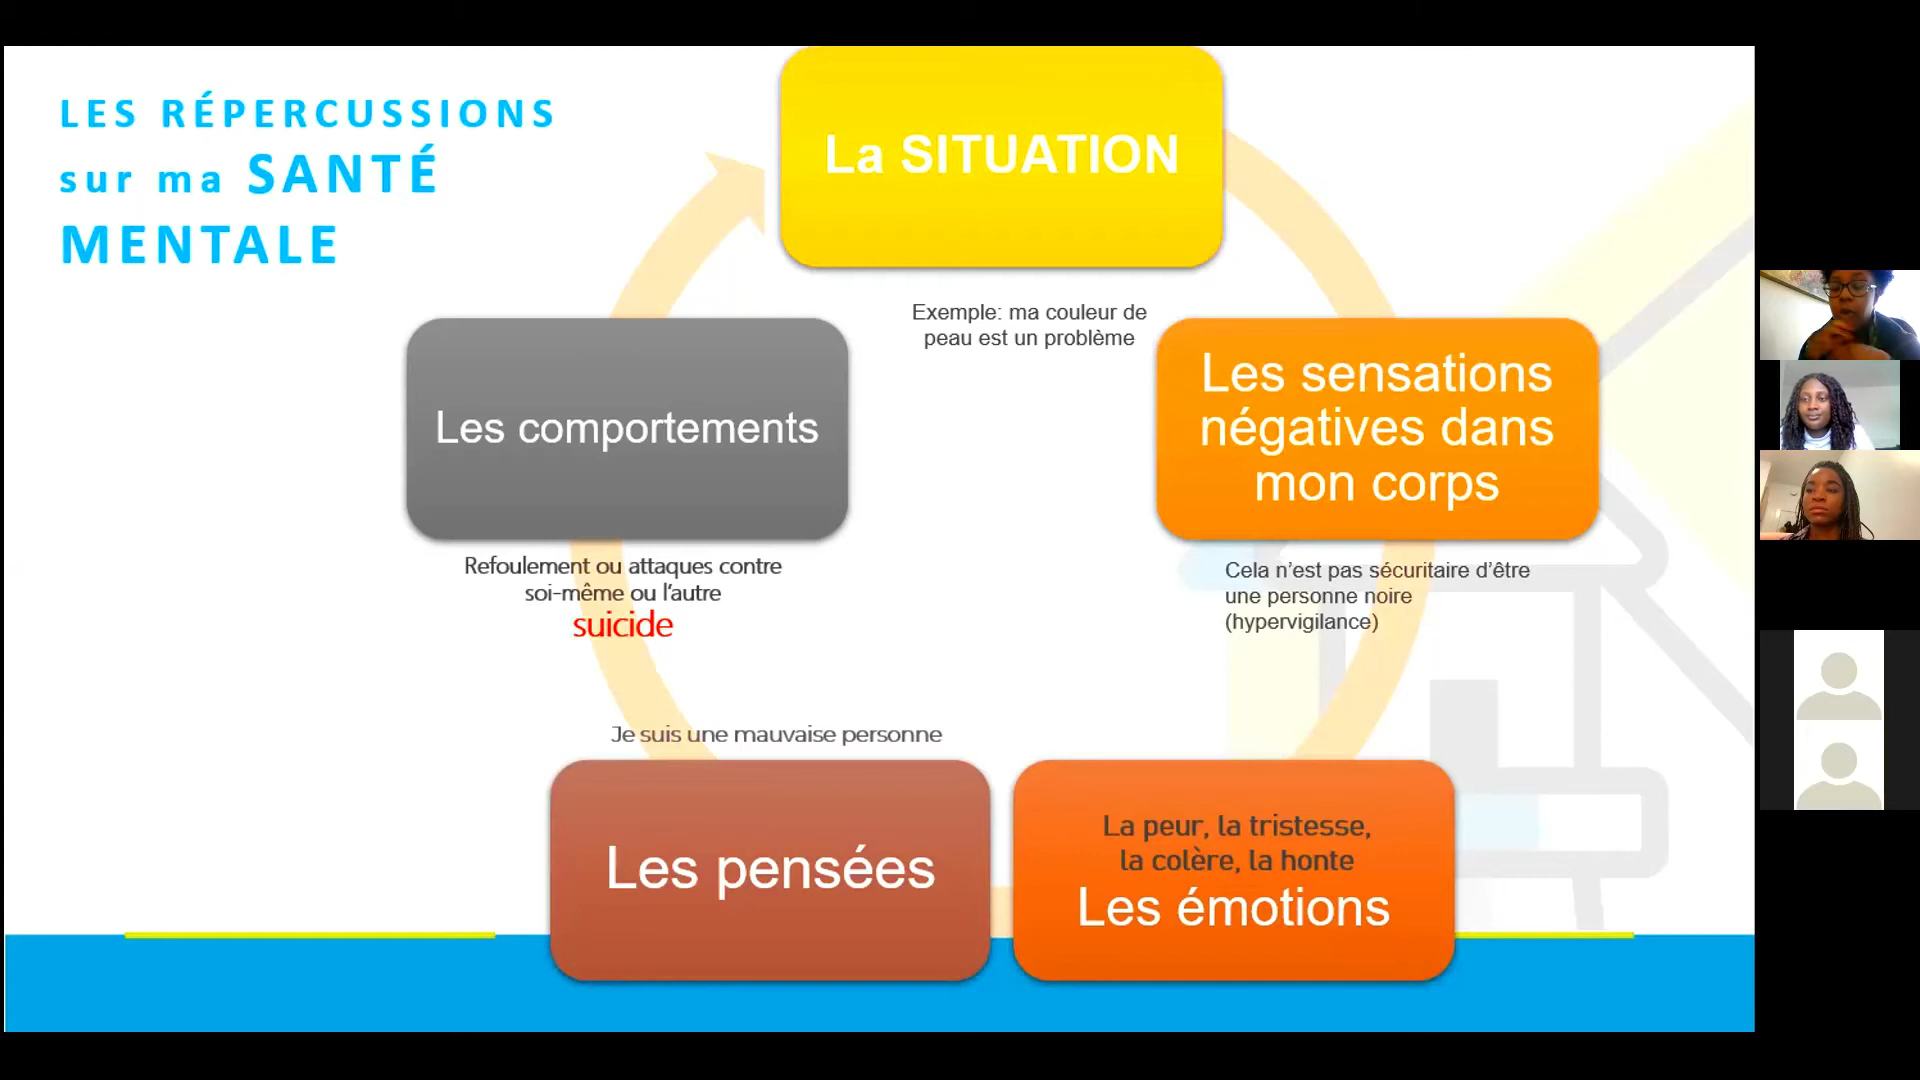 LES RÉPERCUSSIONS
sur ma SANTÉ
MENTALE
La SITUATION
Exemple: ma couleur de
peau est un problème
Les sensations
négatives dans
mon corps
Cela n’est pas sécuritaire d’être
une personne noire
(hypervigilance)
La peur, la tristesse,
la colère, la honte
Les émotions
Je suis une mauvaise personne
Les pensées
Les comportements
Refoulement ou attaques contre
soi-même ou l’autre
suicide